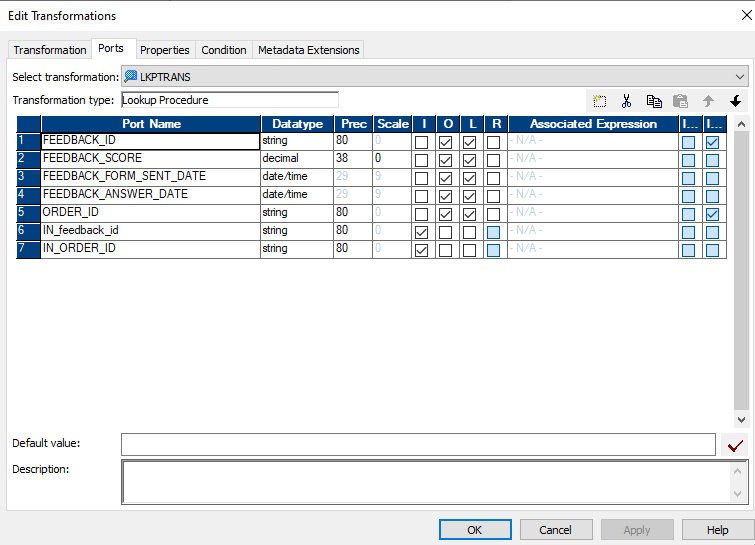 Edit Transformations
Transformation Ports Properties Condition Metadata Extensions
Select transformation: LKPTRANS
Transformation type: Lookup Procedure
Port Name Datatype Prec Scale I O L R Associated Expression I... I...
1 FEEDBACK_ID string 80 0 - N/A -
2 FEEDBACK_SCORE decimal 38 0 - N/A -
3 FEEDBACK_FORM_SENT_DATE date/time 29 9 - N/A -
4 FEEDBACK_ANSWER_DATE date/time 29 9 - N/A -
5 ORDER_ID string 80 0 - N/A -
6 IN_feedback_id string 80 0 - N/A -
7 IN_ORDER_ID string 80 0 - N/A -
Default value:
Description:
OK Cancel Apply Help